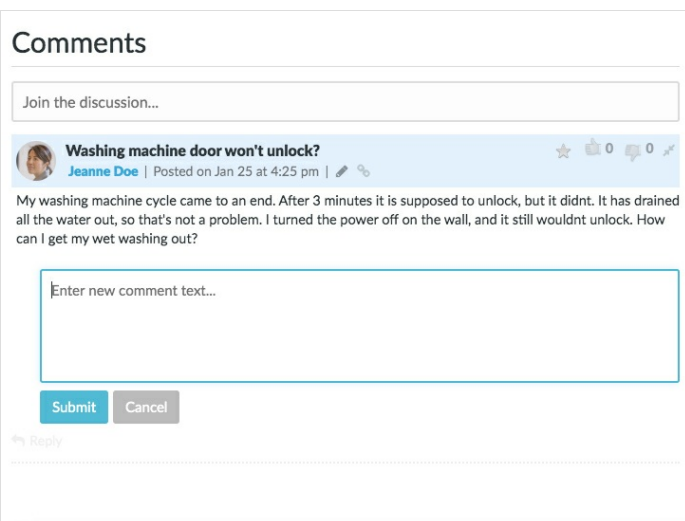 Comments
Join the discussion...
Washing machine door won't unlock?
0
0
Jeanne Doe | Posted on Jan 25 at 4:25 pm |
My washing machine cycle came to an end. After 3 minutes it is supposed to unlock, but it didnt. It has drained
all the water out, so that's not a problem. I turned the power off on the wall, and it still wouldnt unlock. How
can I get my wet washing out?
Enter new comment text...
Submit
Cancel
Reply